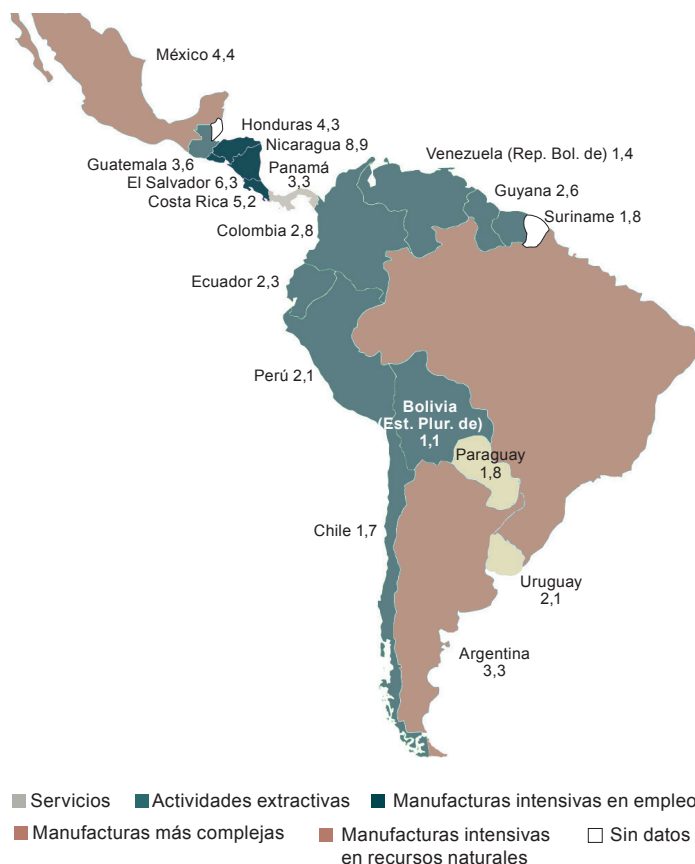 México 4,4
Honduras 4,3
Nicaragua 8,9
Guatemala 3,6
Panamá
3,3
El Salvador 6,3
Costa Rica 5,2
Venezuela (Rep. Bol. de) 1,4
Guyana 2,6
Suriname 1,8
Colombia 2,8
Ecuador 2,3
Perú 2,1
Bolivia
(Est. Plur. de)
1,1
Paraguay
1,8
Chile 1,7
Uruguay
2,1
Argentina
3,3
Servicios
Actividades extractivas
Manufacturas intensivas en empleo
Manufacturas más complejas
Manufacturas intensivas
en recursos naturales
Sin datos